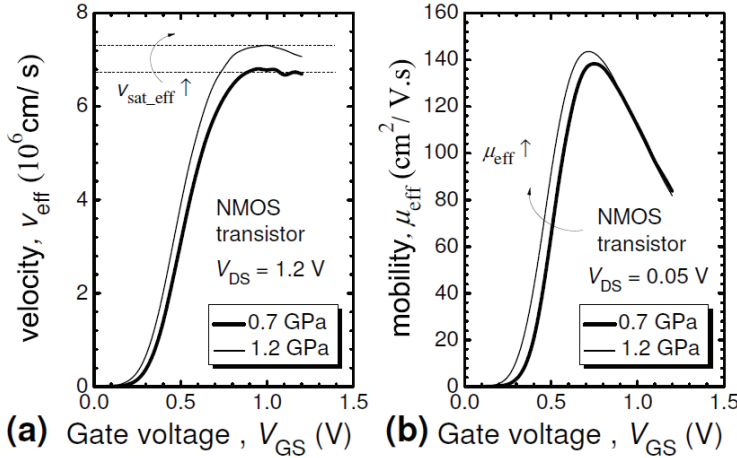 velocity, v_eff (10^6 cm/ s)
8
6
4
2
0
v_sat_eff ↑
NMOS
transistor
V_DS = 1.2 V
0.7 GPa
1.2 GPa
0.0 0.5 1.0 1.5
(a) Gate voltage , V_GS (V)
mobility, μ_eff (cm^2/ V.s)
160
140
120
100
80
60
40
20
0
μ_eff ↑
NMOS
transistor
V_DS = 0.05 V
0.7 GPa
1.2 GPa
0.0 0.5 1.0 1.5
(b) Gate voltage , V_GS (V)